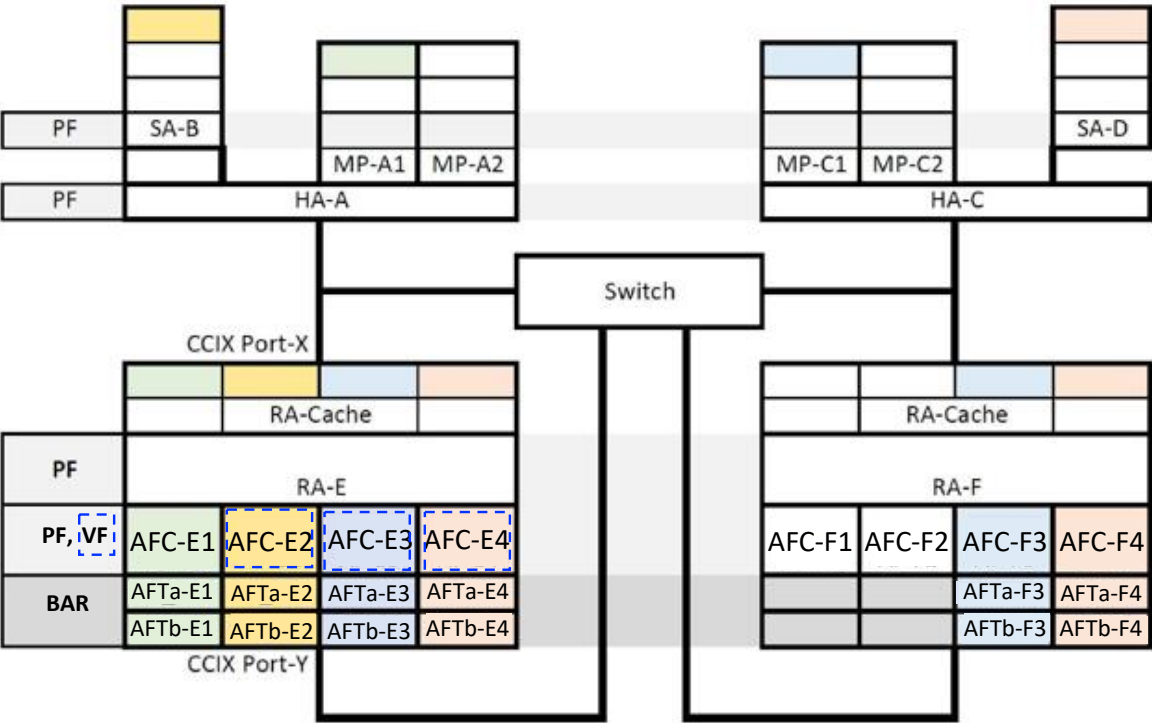 PF SA-B SA-D
MP-A1 MP-A2 MP-C1 MP-C2
PF HA-A HA-C
Switch
CCIX Port-X
RA-Cache RA-Cache
PF
RA-E RA-F
PF, VF AFC-E1 AFC-E2 AFC-E3 AFC-E4 AFC-F1 AFC-F2 AFC-F3 AFC-F4
BAR AFTa-E1 AFTa-E2 AFTa-E3 AFTa-E4 AFTa-F3 AFTa-F4
AFTb-E1 AFTb-E2 AFTb-E3 AFTb-E4 AFTb-F3 AFTb-F4
CCIX Port-Y